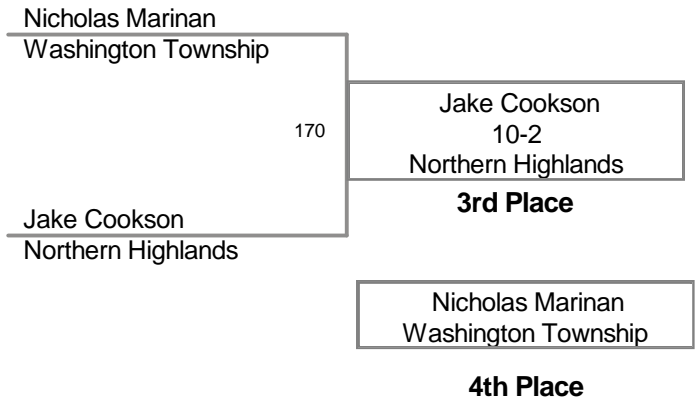 Nicholas Marinan
Washington Township
170
Jake Cookson
10-2
Northern Highlands
3rd Place
Jake Cookson
Northern Highlands
Nicholas Marinan
Washington Township
4th Place